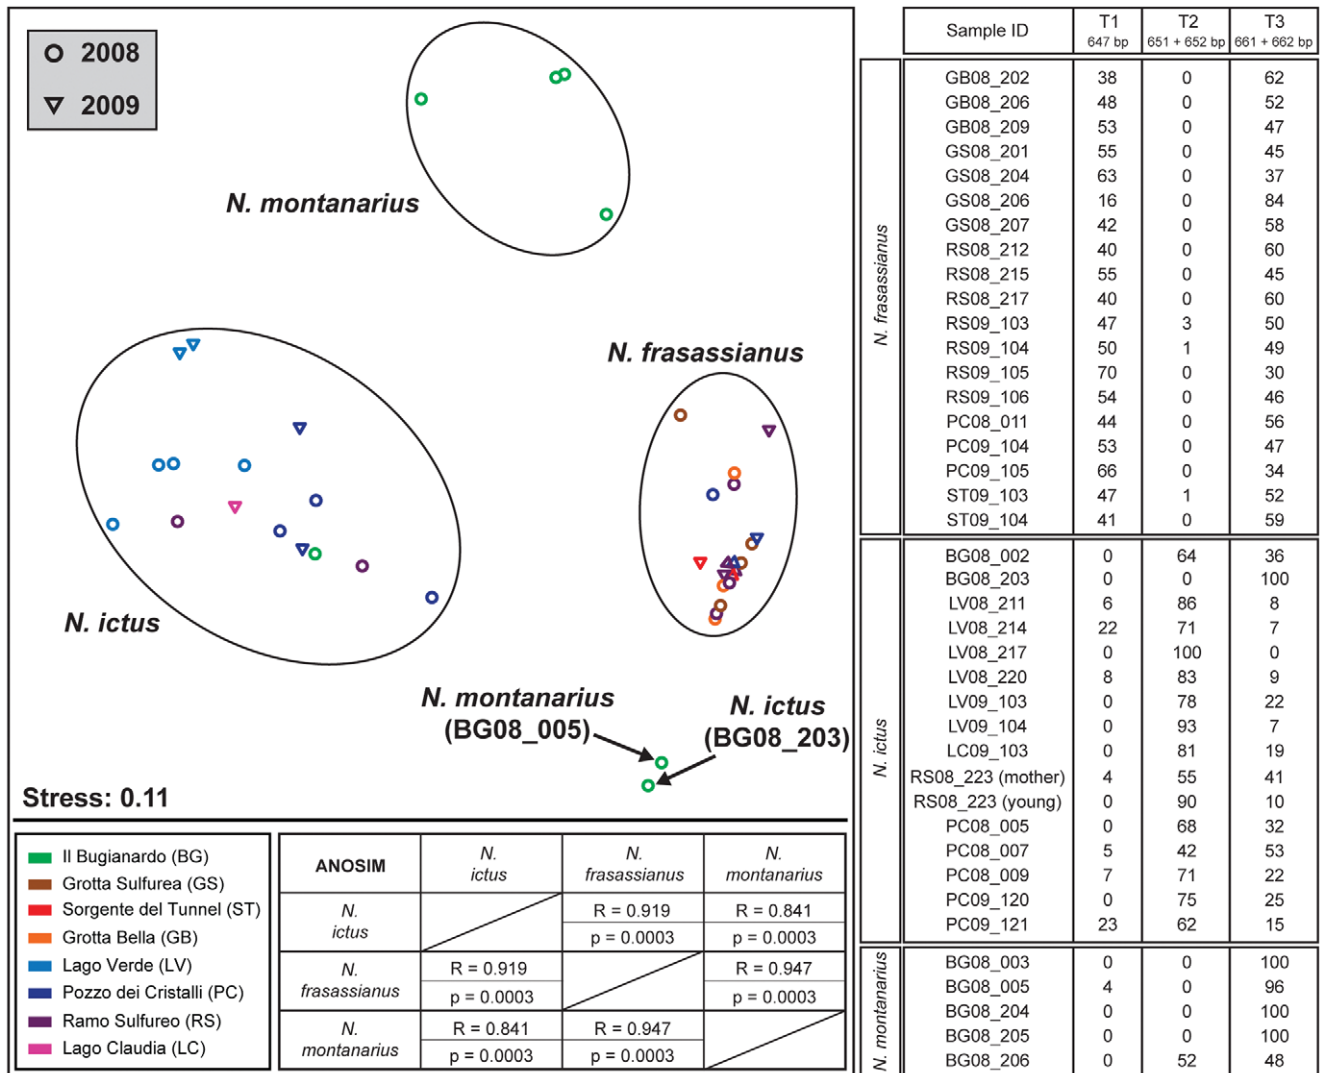 2008
2009
N. montanarius
N. frasassianus
N. ictus
N. montanarius
(BG08_005)
N. ictus
(BG08_203)
Stress: 0.11
Il Bugianardo (BG)
Grotta Sulfurea (GS)
Sorgente del Tunnel (ST)
Grotta Bella (GB)
Lago Verde (LV)
Pozzo dei Cristalli (PC)
Ramo Sulfureo (RS)
Lago Claudia (LC)
ANOSIM N. ictus N. frasassianus N. montanarius
N. ictus R = 0.919 R = 0.841
p = 0.0003 p = 0.0003
N. frasassianus R = 0.919 R = 0.947
p = 0.0003 p = 0.0003
N. montanarius R = 0.841 R = 0.947
p = 0.0003 p = 0.0003
Sample ID T1 T2 T3
647 bp 651 + 652 bp 661 + 662 bp
N. frasassianus
GB08_202 38 0 62
GB08_206 48 0 52
GB08_209 53 0 47
GS08_201 55 0 45
GS08_204 63 0 37
GS08_206 16 0 84
GS08_207 42 0 58
RS08_212 40 0 60
RS08_215 55 0 45
RS08_217 40 0 60
RS09_103 47 3 50
RS09_104 50 1 49
RS09_105 70 0 30
RS09_106 54 0 46
PC08_011 44 0 56
PC09_104 53 0 47
PC09_105 66 0 34
ST09_103 47 1 52
ST09_104 41 0 59
N. ictus
BG08_002 0 64 36
BG08_203 0 0 100
LV08_211 6 86 8
LV08_214 22 71 7
LV08_217 0 100 0
LV08_220 8 83 9
LV09_103 0 78 22
LV09_104 0 93 7
LC09_103 0 81 19
RS08_223 (mother) 4 55 41
RS08_223 (young) 0 90 10
PC08_005 0 68 32
PC08_007 5 42 53
PC08_009 7 71 22
PC09_120 0 75 25
PC09_121 23 62 15
N. montanarius
BG08_003 0 0 100
BG08_005 4 0 96
BG08_204 0 0 100
BG08_205 0 0 100
BG08_206 0 52 48